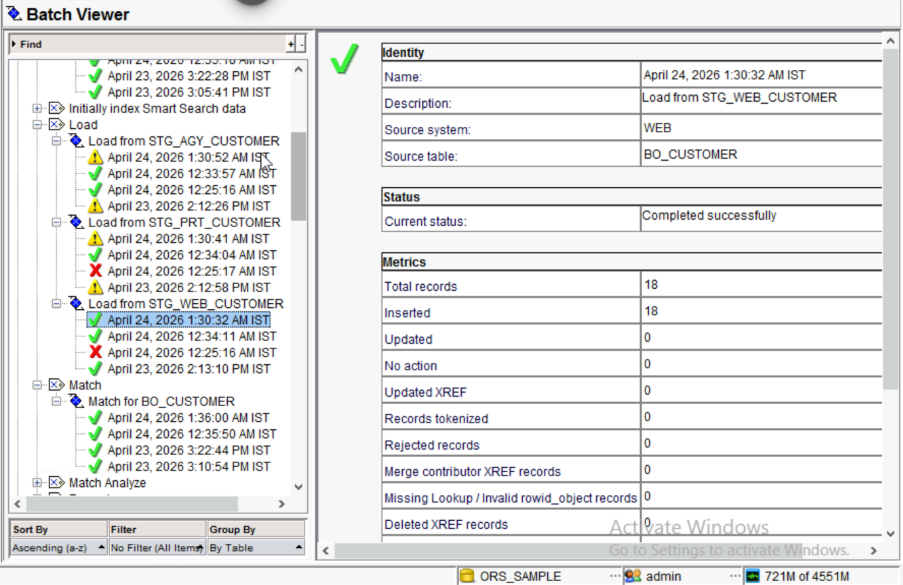 Batch Viewer
Find
+ -
April 23, 2026 3:22:28 PM IST
April 23, 2026 3:05:41 PM IST
Initially index Smart Search data
Load
Load from STG_AGY_CUSTOMER
April 24, 2026 1:30:52 AM IST
April 24, 2026 12:33:57 AM IST
April 24, 2026 12:25:16 AM IST
April 23, 2026 2:12:26 PM IST
Load from STG_PRT_CUSTOMER
April 24, 2026 1:30:41 AM IST
April 24, 2026 12:34:04 AM IST
April 24, 2026 12:25:17 AM IST
April 23, 2026 2:12:58 PM IST
Load from STG_WEB_CUSTOMER
April 24, 2026 1:30:32 AM IST
April 24, 2026 12:34:11 AM IST
April 24, 2026 12:25:16 AM IST
April 23, 2026 2:13:10 PM IST
Match
Match for BO_CUSTOMER
April 24, 2026 1:36:00 AM IST
April 24, 2026 12:35:50 AM IST
April 23, 2026 3:22:44 PM IST
April 23, 2026 3:10:54 PM IST
Match Analyze
Sort By Filter Group By
Ascending (a-z) No Filter (All Items) By Table
Identity
Name: April 24, 2026 1:30:32 AM IST
Description: Load from STG_WEB_CUSTOMER
Source system: WEB
Source table: BO_CUSTOMER
Status
Current status: Completed successfully
Metrics
Total records 18
Inserted 18
Updated 0
No action 0
Updated XREF 0
Records tokenized 0
Rejected records 0
Merge contributor XREF records 0
Missing Lookup / Invalid rowid_object records 0
Deleted XREF records 0
Activate Windows
Go to Settings to activate Windows.
ORS_SAMPLE admin 721M of 4551M